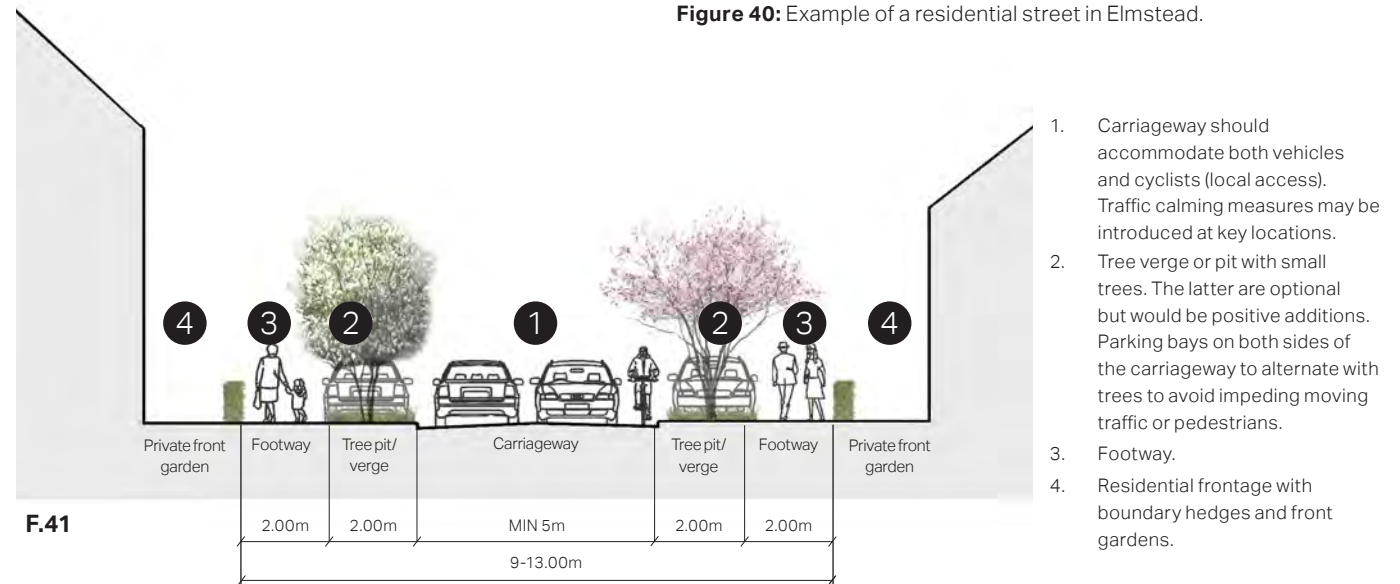 Figure 40: Example of a residential street in Elmstead.
4
3
2
1
2
3
4
Private front
garden
Footway
Tree pit/
verge
Carriageway
Tree pit/
verge
Footway
Private front
garden
F.41
2.00m
2.00m
MIN 5m
2.00m
2.00m
9-13.00m
1. Carriageway should
accommodate both vehicles
and cyclists (local access).
Traffic calming measures may be
introduced at key locations.
2. Tree verge or pit with small
trees. The latter are optional
but would be positive additions.
Parking bays on both sides of
the carriageway to alternate with
trees to avoid impeding moving
traffic or pedestrians.
3. Footway.
4. Residential frontage with
boundary hedges and front
gardens.